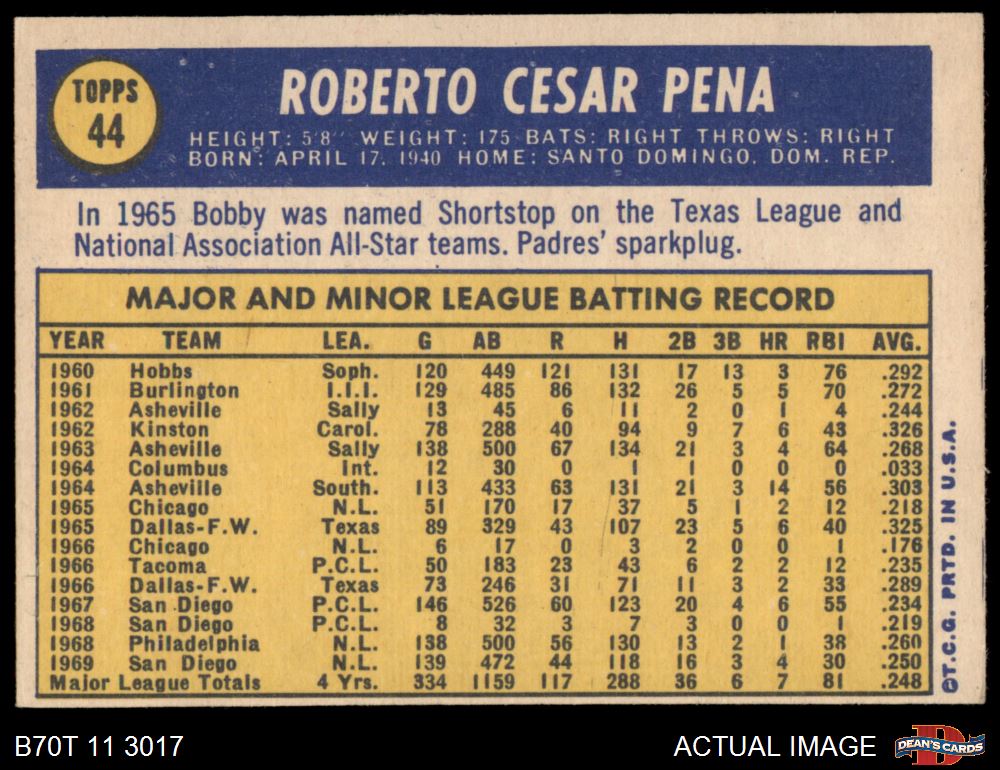 TOPPS
44
ROBERTO CESAR PENA
HEIGHT: 5'8" WEIGHT: 175 BATS: RIGHT THROWS: RIGHT
BORN: APRIL 17, 1940 HOME: SANTO DOMINGO, DOM. REP.
In 1965 Bobby was named Shortstop on the Texas League and
National Association All-Star teams. Padres' sparkplug.
MAJOR AND MINOR LEAGUE BATTING RECORD
YEAR TEAM LEA. G AB R H 2B 3B HR RBI AVG.
1960 Hobbs Soph. 120 449 121 131 17 13 3 76 .292
1961 Burlington I.I.I. 129 485 86 132 26 5 5 70 .272
1962 Asheville Sally 13 45 6 11 2 0 1 4 .244
1962 Kinston Carol. 78 288 40 94 9 7 6 43 .326
1963 Asheville Sally 138 500 67 134 21 3 4 64 .268
1964 Columbus Int. 12 30 0 1 1 0 0 0 .033
1964 Asheville South. 113 433 63 131 21 3 14 56 .303
1965 Chicago N.L. 51 170 17 37 5 1 2 12 .218
1965 Dallas-F.W. Texas 89 329 43 107 23 5 6 40 .325
1966 Chicago N.L. 6 17 0 3 2 0 0 1 .176
1966 Tacoma P.C.L. 50 183 23 43 6 2 2 12 .235
1966 Dallas-F.W. Texas 73 246 31 71 11 3 2 33 .289
1967 San Diego P.C.L. 146 526 60 123 20 4 6 55 .234
1968 San Diego P.C.L. 8 32 3 7 3 0 0 1 .219
1968 Philadelphia N.L. 138 500 56 130 13 2 1 38 .260
1969 San Diego N.L. 139 472 44 118 16 3 4 30 .250
Major League Totals 4 Yrs. 334 1159 117 288 36 6 7 81 .248
©T.C.G. PRTD. IN U.S.A.
B70T 11 3017
ACTUAL IMAGE
D
DEAN'S CARDS